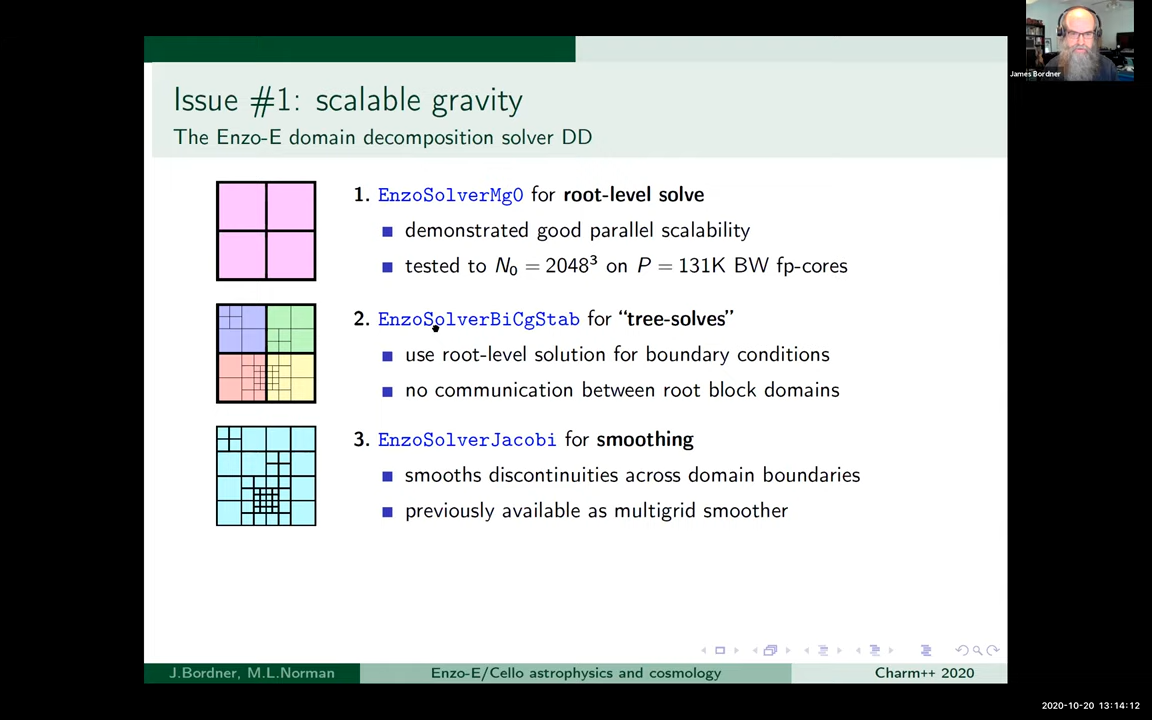 James Bordner
Issue #1: scalable gravity
The Enzo-E domain decomposition solver DD
1. EnzoSolverMg0 for root-level solve
demonstrated good parallel scalability
tested to N₀ = 2048³ on P = 131K BW fp-cores
2. EnzoSolverBiCgStab for “tree-solves”
use root-level solution for boundary conditions
no communication between root block domains
3. EnzoSolverJacobi for smoothing
smooths discontinuities across domain boundaries
previously available as multigrid smoother
J.Bordner, M.L.Norman
Enzo-E/Cello astrophysics and cosmology
Charm++ 2020
2020-10-20 13:14:12